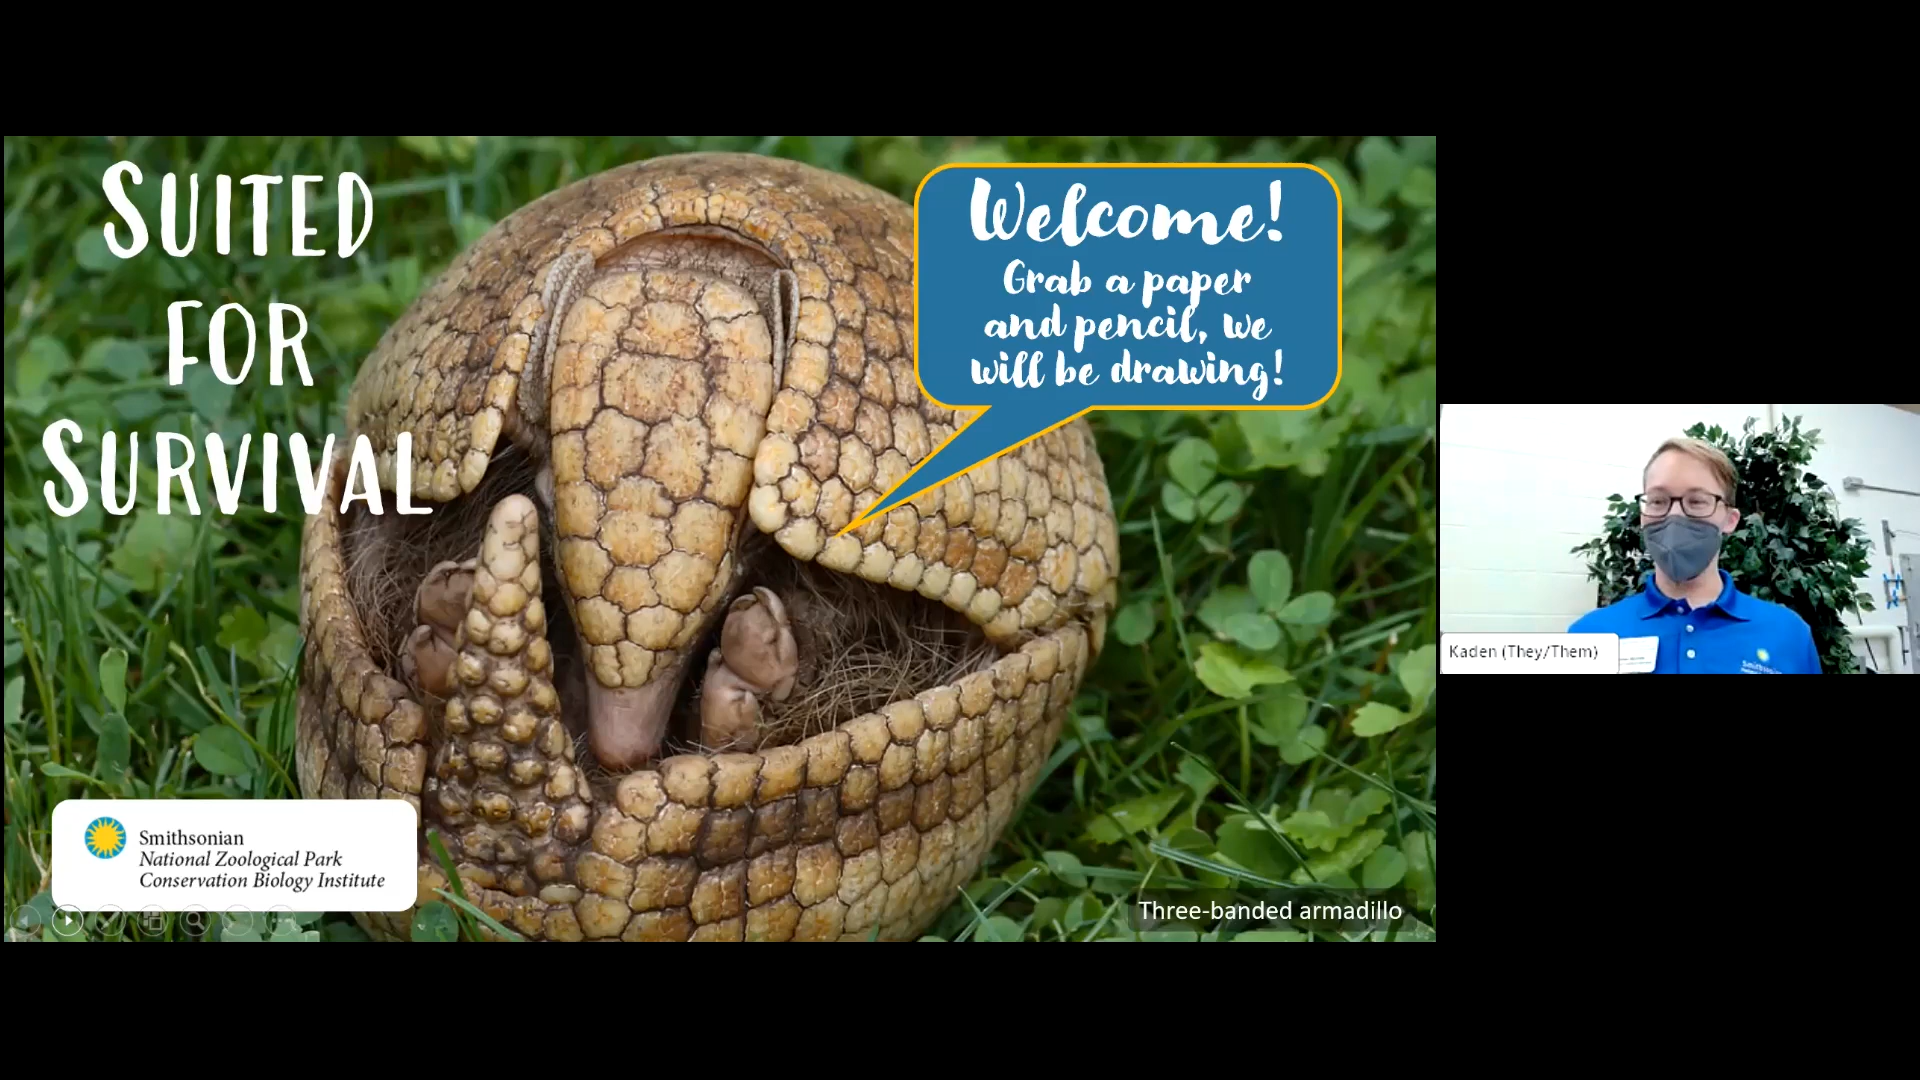 SUITED
FOR
SURVIVAL
Welcome!
Grab a paper
and pencil, we
will be drawing!
Smithsonian
National Zoological Park
Conservation Biology Institute
Three-banded armadillo
Kaden (They/Them)